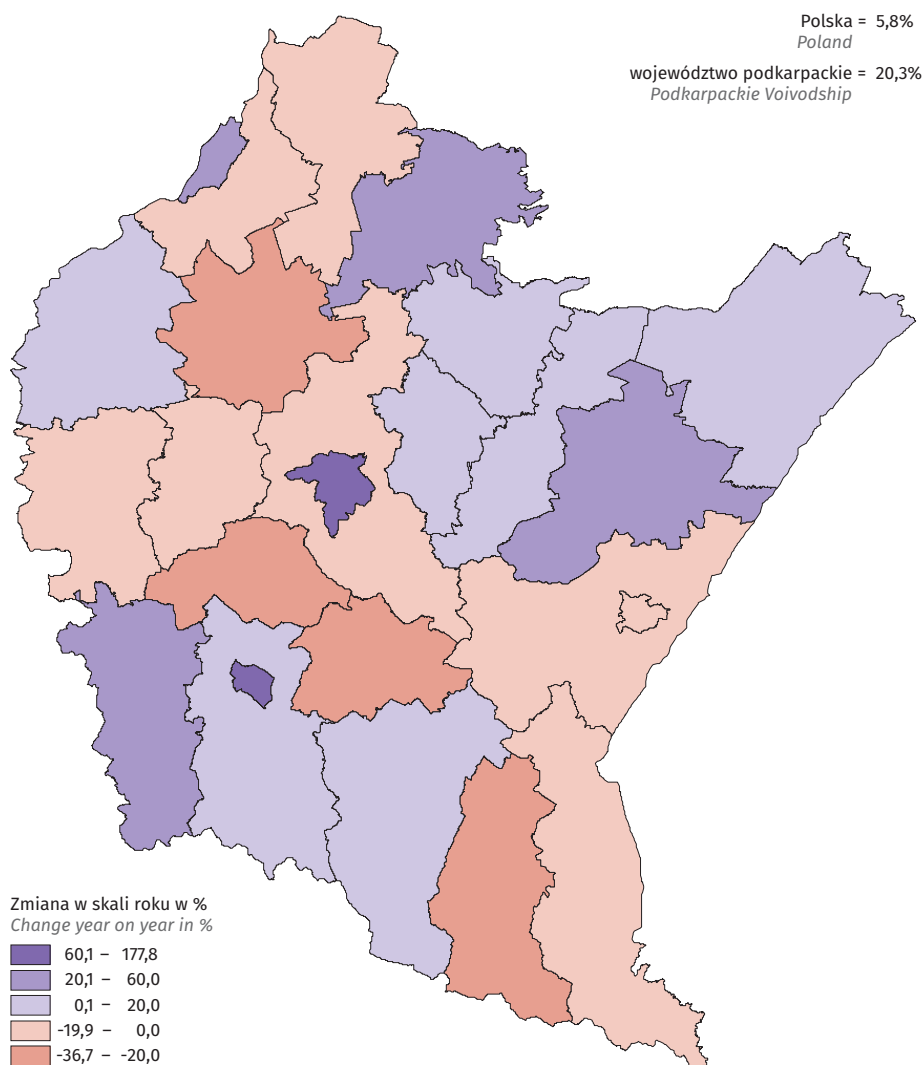 Polska = 5,8%
Poland
województwo podkarpackie = 20,3%
Podkarpackie Voivodship
Zmiana w skali roku w %
Change year on year in %
60,1 – 177,8
20,1 – 60,0
0,1 – 20,0
-19,9 – 0,0
-36,7 – -20,0